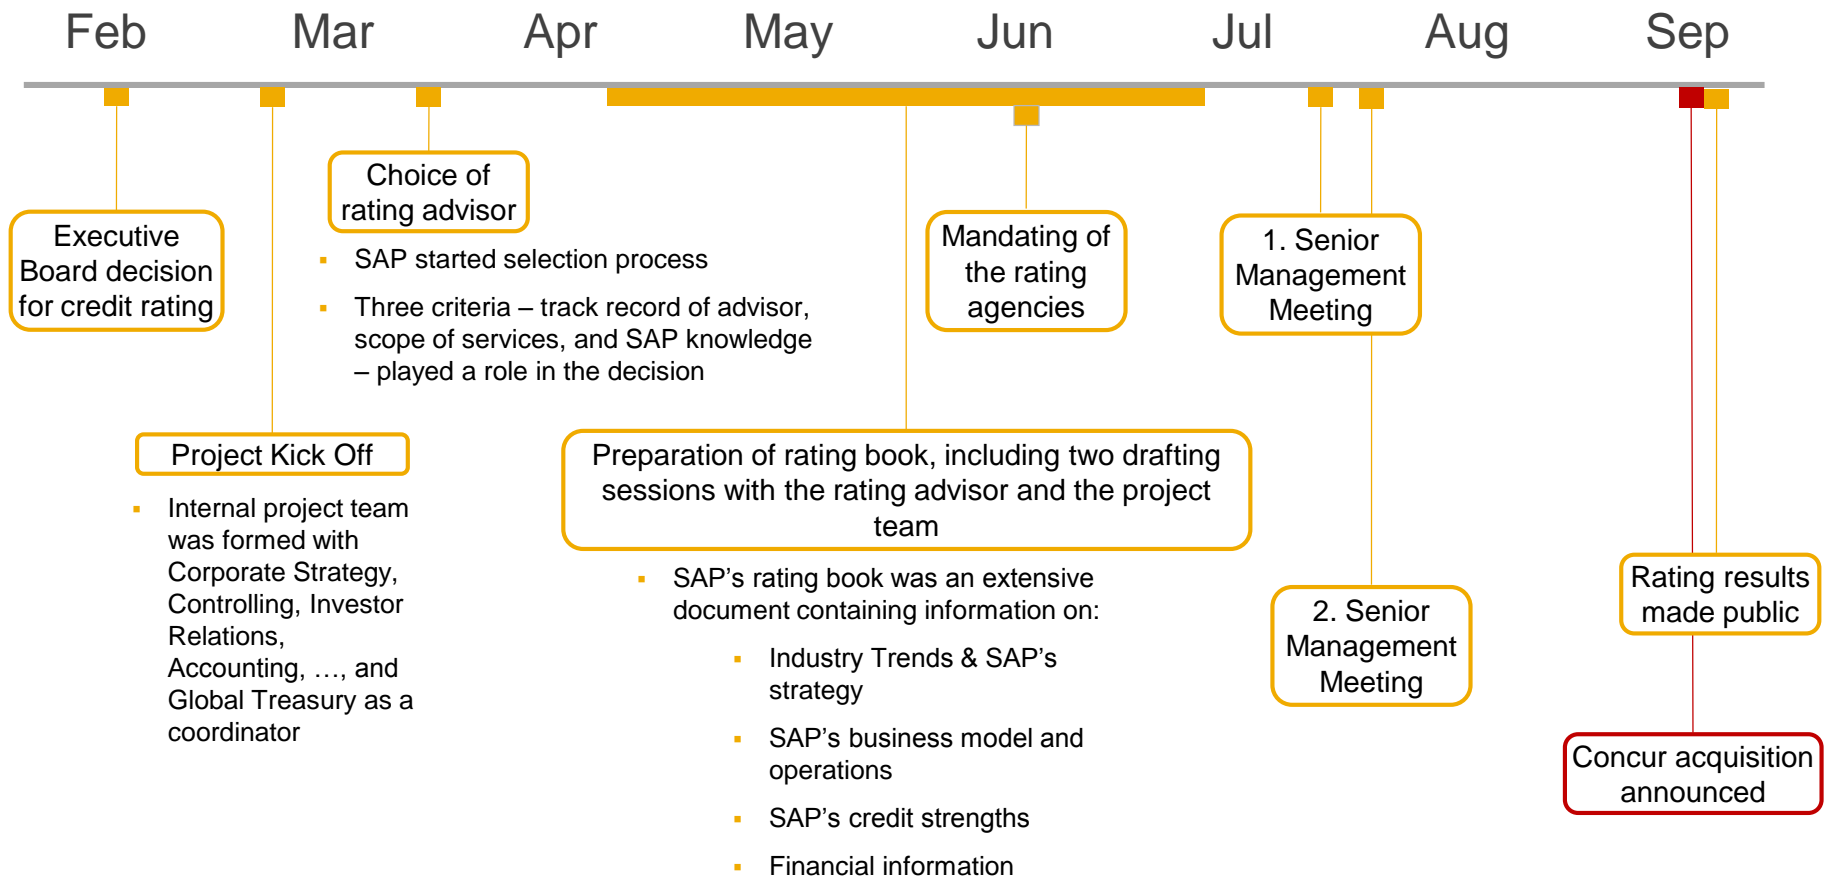 Feb Mar Apr May Jun Jul Aug Sep
Executive
Board decision
for credit rating
Project Kick Off
▪ Internal project team
was formed with
Corporate Strategy,
Controlling, Investor
Relations,
Accounting, …, and
Global Treasury as a
coordinator
Choice of
rating advisor
▪ SAP started selection process
▪ Three criteria – track record of advisor,
scope of services, and SAP knowledge
– played a role in the decision
Preparation of rating book, including two drafting
sessions with the rating advisor and the project
team
▪ SAP’s rating book was an extensive
document containing information on:
▪ Industry Trends & SAP’s
strategy
▪ SAP’s business model and
operations
▪ SAP’s credit strengths
▪ Financial information
Mandating of
the rating
agencies
1. Senior
Management
Meeting
2. Senior
Management
Meeting
Rating results
made public
Concur acquisition
announced